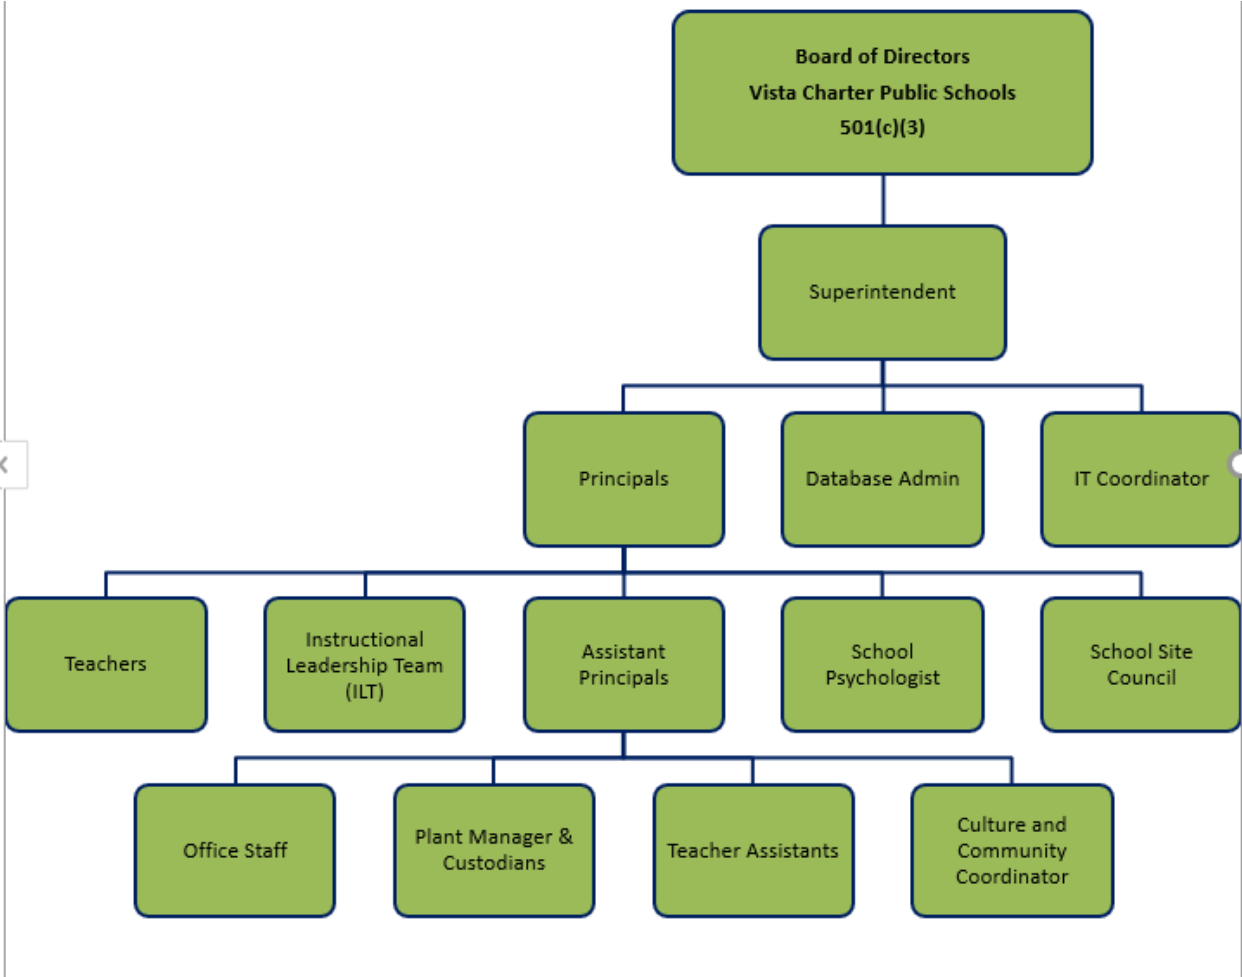 Board of Directors
Vista Charter Public Schools
501(c)(3)
Superintendent
Principals
Database Admin
IT Coordinator
Teachers
Instructional
Leadership Team
(ILT)
Assistant
Principals
School
Psychologist
School Site
Council
Office Staff
Plant Manager &
Custodians
Teacher Assistants
Culture and
Community
Coordinator